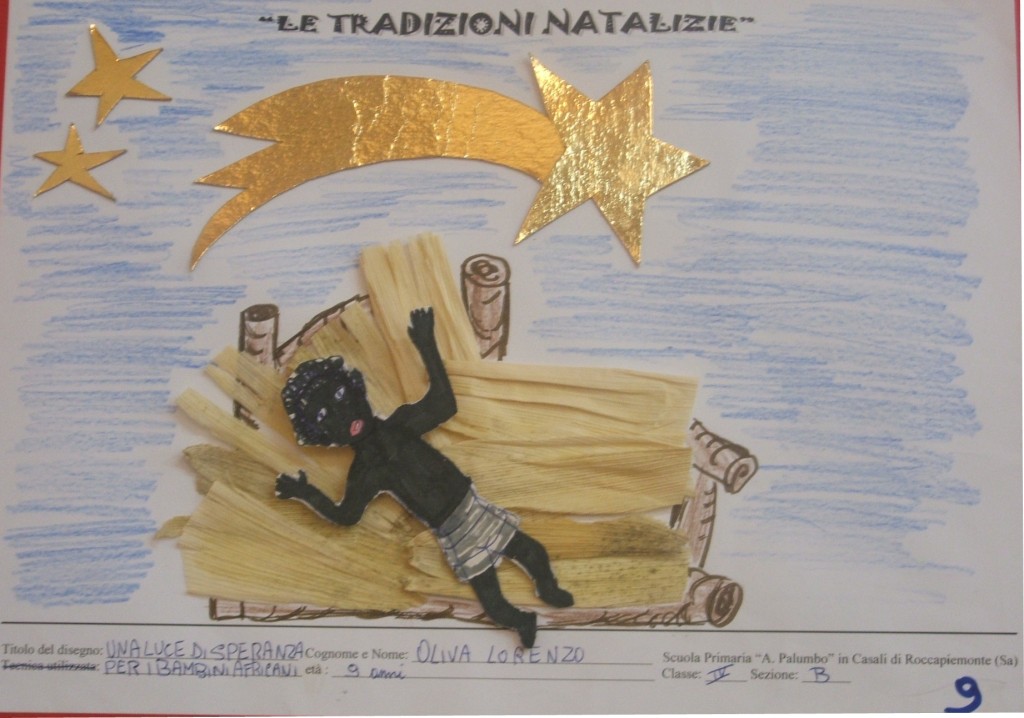 “LE TRADIZIONI NATALIZIE”
Titolo del disegno: UNA LUCE DI SPERANZA Cognome e Nome: OLIVA LORENZO
Tecnica utilizzata: PER I BAMBINI AFRICANI età : 9 anni
Scuola Primaria “A. Palumbo” in Casali di Roccapiemonte (Sa)
Classe: IV Sezione: B
9